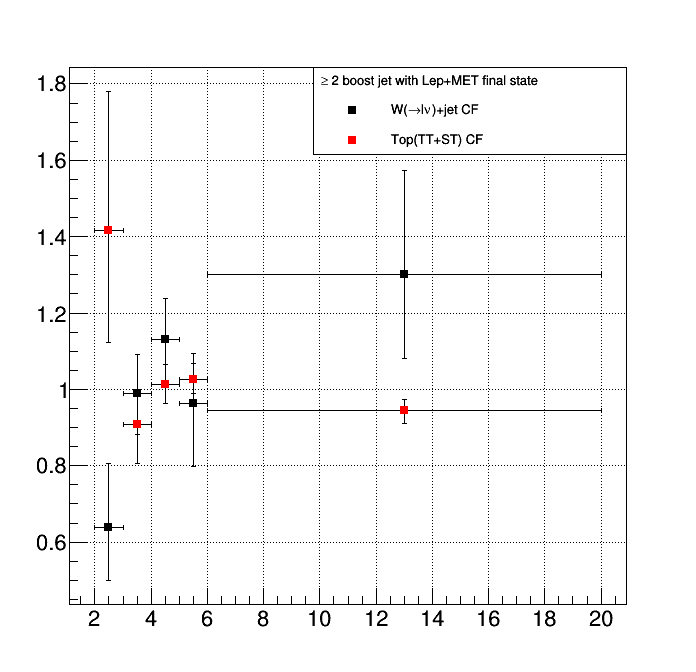 ≥ 2 boost jet with Lep+MET final state
W(→lν)+jet CF
Top(TT+ST) CF
1.8
1.6
1.4
1.2
1
0.8
0.6
2 4 6 8 10 12 14 16 18 20